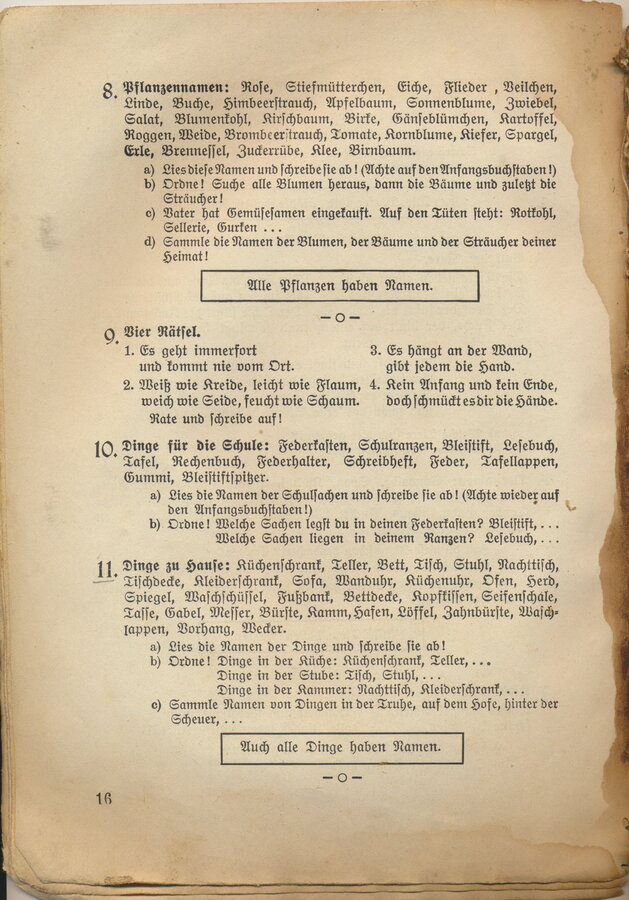 8. Pflanzennamen: Rose, Stiefmütterchen, Eiche, Flieder , Veilchen,
Linde, Buche, Himbeerstrauch, Apfelbaum, Sonnenblume, Zwiebel,
Salat, Blumenkohl, Kirschbaum, Birke, Gänseblümchen, Kartoffel,
Roggen, Weide, Brombeerstrauch, Tomate, Kornblume, Kiefer, Spargel,
Erle, Brennessel, Zuckerrübe, Klee, Birnbaum.
a) Lies diese Namen und schreibe sie ab! (Achte auf den Anfangsbuchstaben!)
b) Ordne! Suche alle Blumen heraus, dann die Bäume und zuletzt die
Sträucher!
c) Vater hat Gemüsesamen eingekauft. Auf den Tüten steht: Rotkohl,
Sellerie, Gurken ...
d) Sammle die Namen der Blumen, der Bäume und der Sträucher deiner
Heimat!
Alle Pflanzen haben Namen.
9. Vier Rätsel.
1. Es geht immerfort
und kommt nie vom Ort.
2. Weiß wie Kreide, leicht wie Flaum,
weich wie Seide, feucht wie Schaum.
3. Es hängt an der Wand,
gibt jedem die Hand.
4. Kein Anfang und kein Ende,
doch schmückt es dir die Hände.
Rate und schreibe auf!
10. Dinge für die Schule: Federkasten, Schulranzen, Bleistift, Lesebuch,
Tafel, Rechenbuch, Federhalter, Schreibheft, Feder, Tafellappen,
Gummi, Bleistiftspitzer.
a) Lies die Namen der Schulsachen und schreibe sie ab! (Achte wieder auf
den Anfangsbuchstaben!)
b) Ordne! Welche Sachen legst du in deinen Federkasten? Bleistift, ...
Welche Sachen liegen in deinem Ranzen? Lesebuch, ...
11. Dinge zu Hause: Küchenschrank, Teller, Bett, Tisch, Stuhl, Nachttisch,
Tischdecke, Kleiderschrank, Sofa, Wanduhr, Küchenuhr, Ofen, Herd,
Spiegel, Waschschüssel, Fußbank, Bettdecke, Kopfkissen, Seifenschale,
Tasse, Gabel, Messer, Bürste, Kamm, Hafen, Löffel, Zahnbürste, Wasch-
lappen, Vorhang, Wecker.
a) Lies die Namen der Dinge und schreibe sie ab!
b) Ordne! Dinge in der Küche: Küchenschrank, Teller, ...
Dinge in der Stube: Tisch, Stuhl, ...
Dinge in der Kammer: Nachttisch, Kleiderschrank, ...
c) Sammle Namen von Dingen in der Truhe, auf dem Hofe, hinter der
Scheuer, ...
Auch alle Dinge haben Namen.
16